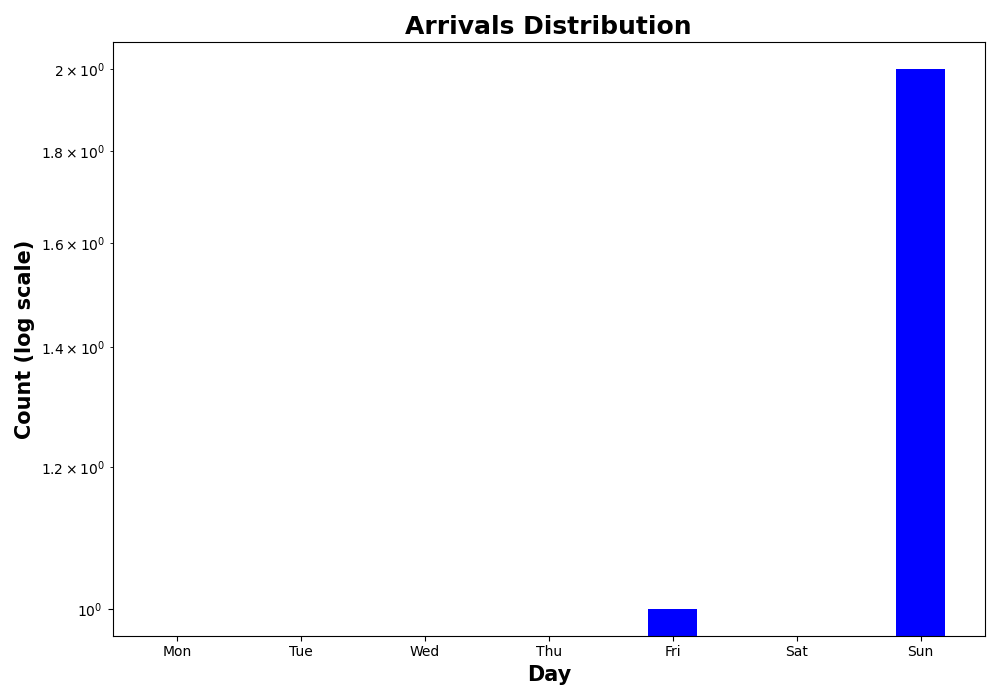 Arrivals Distribution
2 × 10⁰
1.8 × 10⁰
1.6 × 10⁰
1.4 × 10⁰
1.2 × 10⁰
10⁰
Count (log scale)
Mon Tue Wed Thu Fri Sat Sun
Day